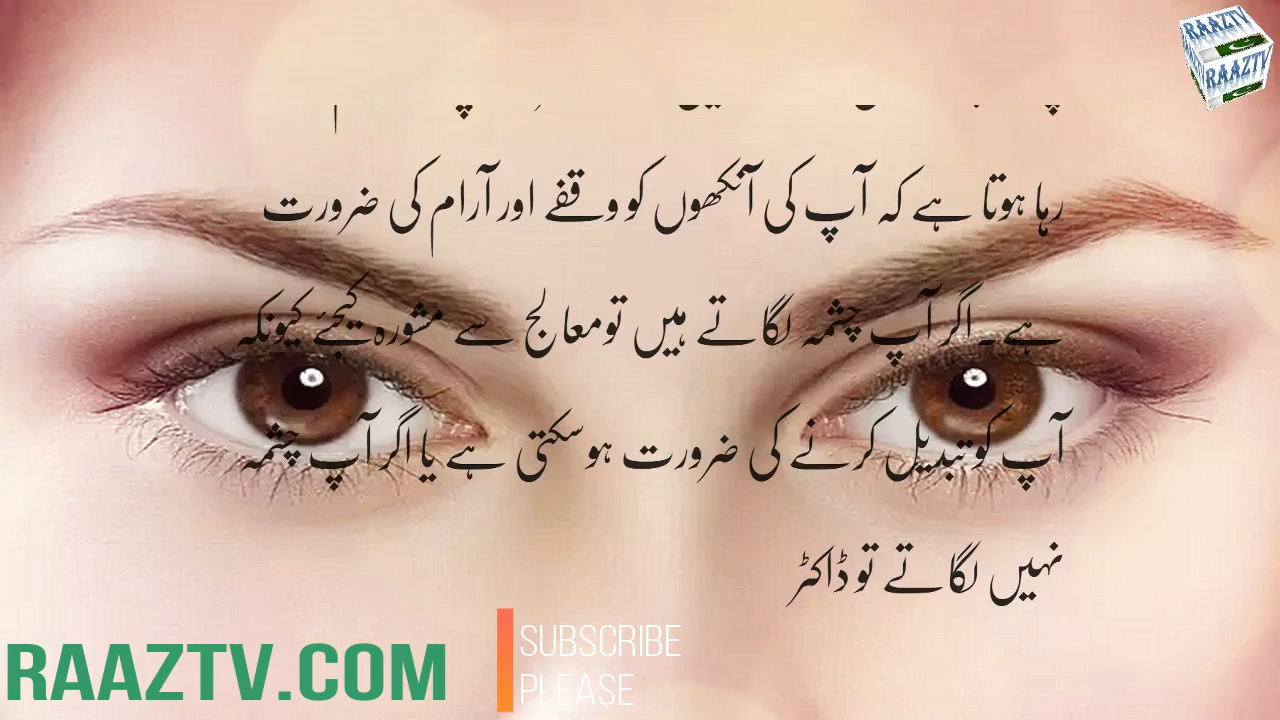 RAAZTV
RAAZTV
رہا ہوتا ہے کہ آپ کی آنکھوں کو وقفے اور آرام کی ضرورت
ہے۔ اگر آپ چشمہ لگاتے ہیں تو معالج سے مشورہ کیجئے کیونکہ
آپ کو تبدیل کرنے کی ضرورت ہو سکتی ہے یا اگر آپ چشمہ
نہیں لگاتے تو ڈاکٹر
RAAZTV.COM
SUBSCRIBE
PLEASE